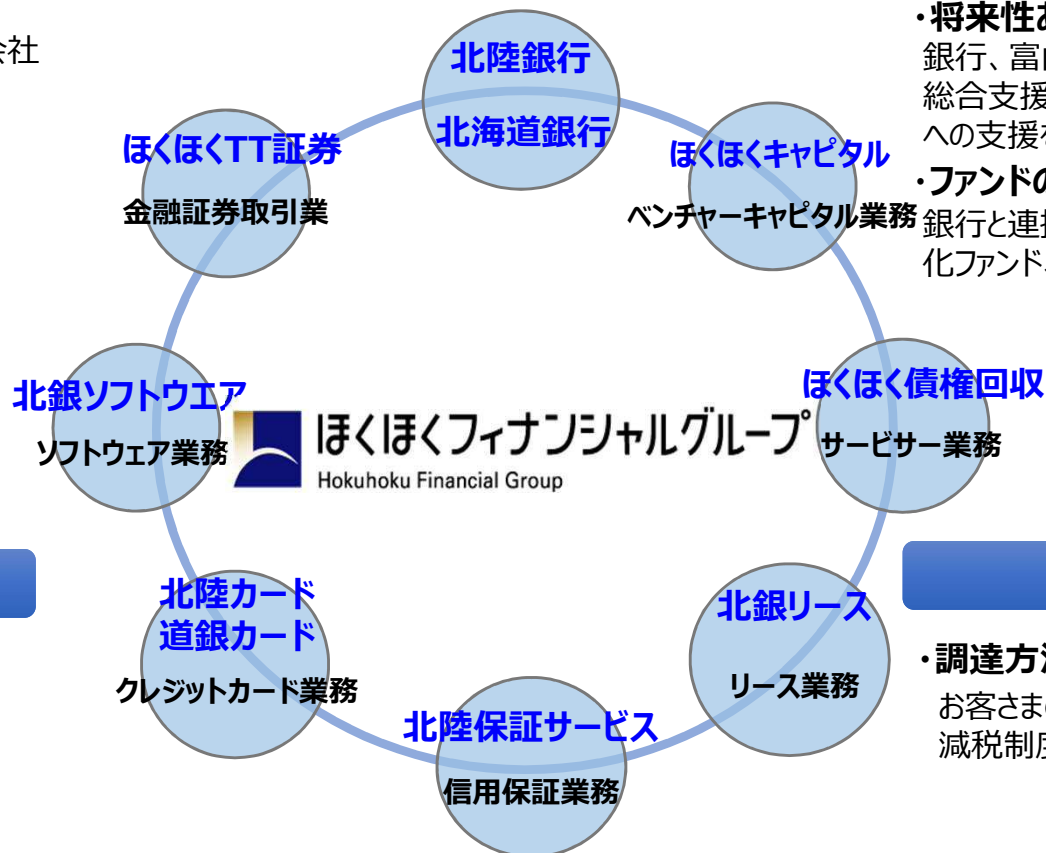 会社
北陸銀行
北海道銀行
ほくほくTT証券
金融証券取引業
ほくほくキャピタル
ベンチャーキャピタル業務
・将来性あ
銀行、富
総合支援
への支援
・ファンドの
銀行と連
化ファンド
北銀ソフトウエア
ソフトウェア業務
ほくほくフィナンシャルグループ
Hokuhoku Financial Group
ほくほく債権回収
サービサー業務
北陸カード
道銀カード
クレジットカード業務
北陸保証サービス
信用保証業務
北銀リース
リース業務
・調達方
お客さま
減税制